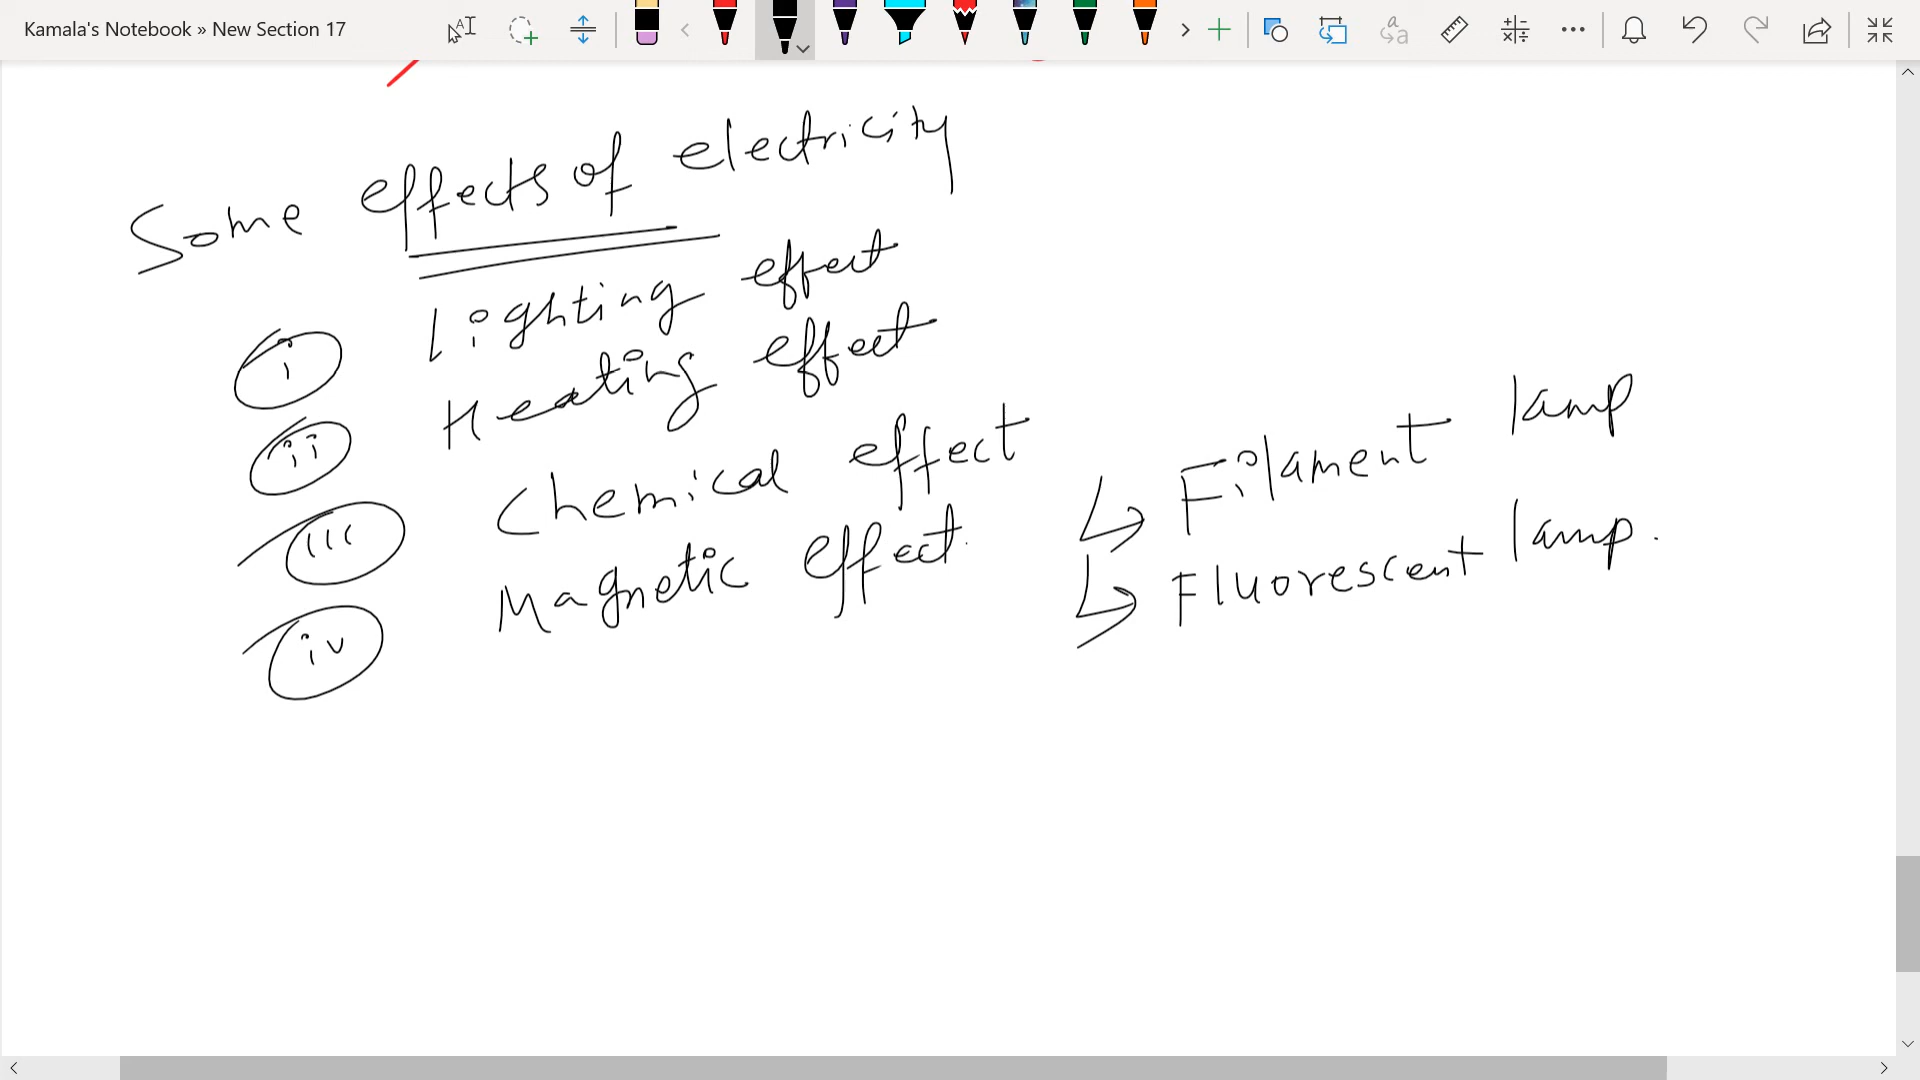 Kamala's Notebook » New Section 17
Some effects of electricity
i Lighting effect
ii Heating effect
iii Chemical effect
iv Magnetic effect.
Filament lamp
Fluorescent lamp.